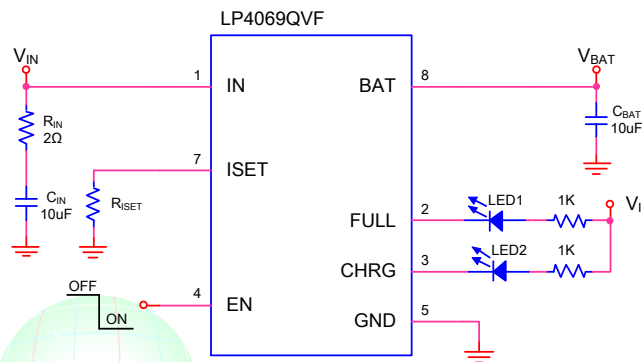 LP4069QVF
VIN
VBAT
1
IN
BAT
8
RIN
2Ω
CBAT
10uF
7
ISET
CIN
10uF
RISET
LED1
1K
VI
FULL
2
LED2
1K
CHRG
3
OFF
ON
4
EN
GND
5